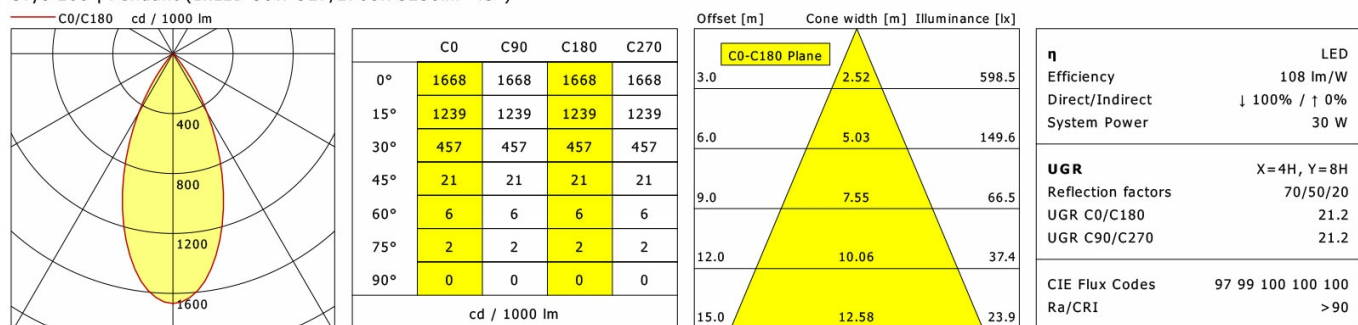 C0/C180 cd / 1000 lm
400
800
1200
1600
C0 C90 C180 C270
0° 1668 1668 1668 1668
15° 1239 1239 1239 1239
30° 457 457 457 457
45° 21 21 21 21
60° 6 6 6 6
75° 2 2 2 2
90° 0 0 0 0
cd / 1000 lm
Offset [m] Cone width [m] Illuminance [lx]
C0-C180 Plane
3.0 2.52 598.5
6.0 5.03 149.6
9.0 7.55 66.5
12.0 10.06 37.4
15.0 12.58 23.9
η LED
Efficiency 108 lm/W
Direct/Indirect ↓ 100% / ↑ 0%
System Power 30 W
UGR X=4H, Y=8H
Reflection factors 70/50/20
UGR C0/C180 21.2
UGR C90/C270 21.2
CIE Flux Codes 97 99 100 100 100
Ra/CRI >90